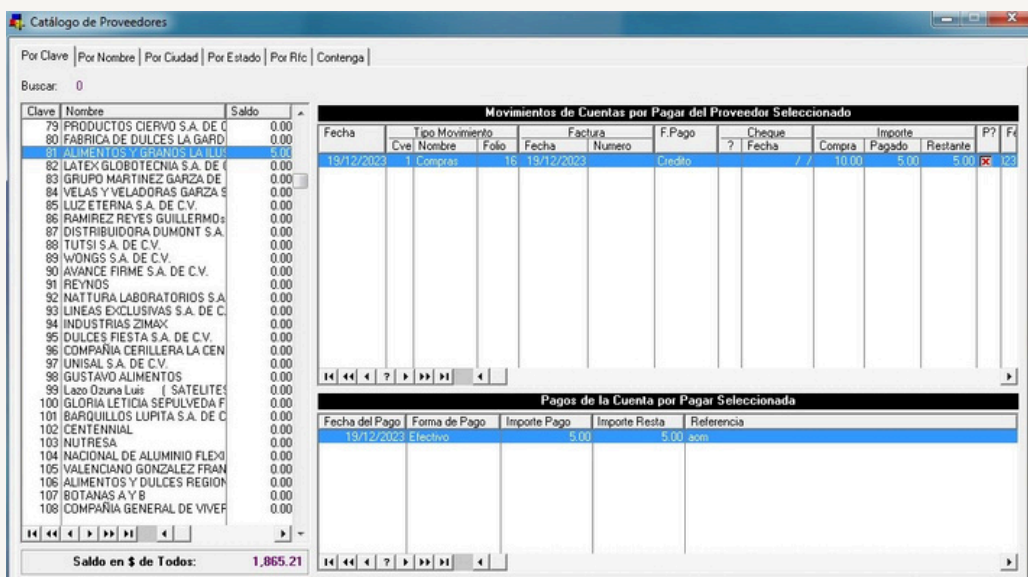 Catálogo de Proveedores
Por Clave Por Nombre Por Ciudad Por Estado Por Rfc Contenga
Buscar: 0
Clave Nombre Saldo
79 PRODUCTOS CIERVO S.A. DE C 0.00
80 FABRICA DE DULCES LA GARD 0.00
81 ALIMENTOS Y GRANOS LA ILUS 5.00
82 LATEX GLOBOTECNIA S.A. DE 0.00
83 GRUPO MARTINEZ GARZA DE 0.00
84 VELAS Y VELADORAS GARZA S 0.00
85 LUZ ETERNA S.A. DE C.V. 0.00
86 RAMIREZ REYES GUILLERMOs 0.00
87 DISTRIBUIDORA DUMONT S.A. 0.00
88 TUTSI S.A. DE C.V. 0.00
89 WONGS S.A. DE C.V. 0.00
90 AVANCE FIRME S.A. DE C.V. 0.00
91 REYNOS 0.00
92 NATTURA LABORATORIOS S.A 0.00
93 LINEAS EXCLUSIVAS S.A. DE C. 0.00
94 INDUSTRIAS ZIMAX 0.00
95 DULCES FIESTA S.A. DE C.V. 0.00
96 COMPAÑIA CERILLERA LA CEN 0.00
97 UNISAL S.A. DE C.V. 0.00
98 GUSTAVO ALIMENTOS 0.00
99 Lazo Ozuna Luis ( SATELITES 0.00
100 GLORIA LETICIA SEPULVEDA F 0.00
101 BARQUILLOS LUPITA S.A. DE C 0.00
102 CENTENNIAL 0.00
103 NUTRESA 0.00
104 NACIONAL DE ALUMINIO FLEXI 0.00
105 VALENCIANO GONZALEZ FRAN 0.00
106 ALIMENTOS Y DULCES REGION 0.00
107 BOTANAS A Y B 0.00
108 COMPAÑIA GENERAL DE VIVER 0.00
Saldo en $ de Todos: 1,865.21
Movimientos de Cuentas por Pagar del Proveedor Seleccionado
Fecha Tipo Movimiento Factura F.Pago Cheque Importe P? Fe
Cve Nombre Folio Fecha Numero ? Fecha Compra Pagado Restante
19/12/2023 1 Compras 16 19/12/2023 Credito / / 10.00 5.00 5.00 023
Pagos de la Cuenta por Pagar Seleccionada
Fecha del Pago Forma de Pago Importe Pago Importe Resta Referencia
19/12/2023 Efectivo 5.00 5.00 aom